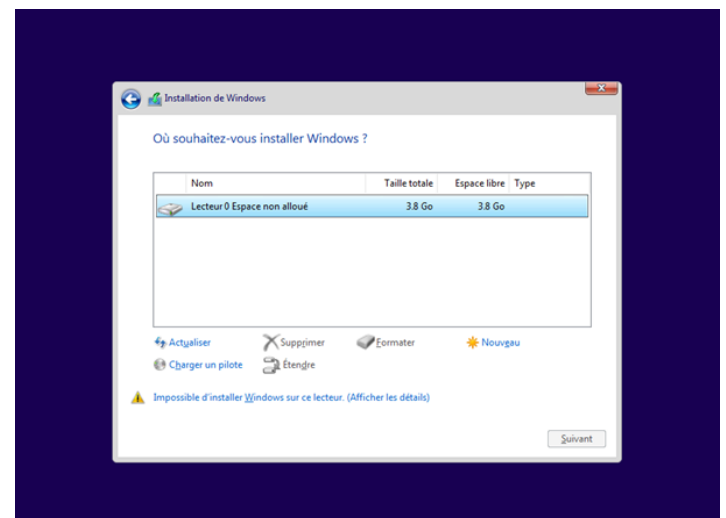 Installation de Windows
Où souhaitez-vous installer Windows ?
Nom Taille totale Espace libre Type
Lecteur 0 Espace non alloué 3.8 Go 3.8 Go
Actualiser Supprimer Formater Nouveau
Charger un pilote Étendre
Impossible d'installer Windows sur ce lecteur. (Afficher les détails)
Suivant